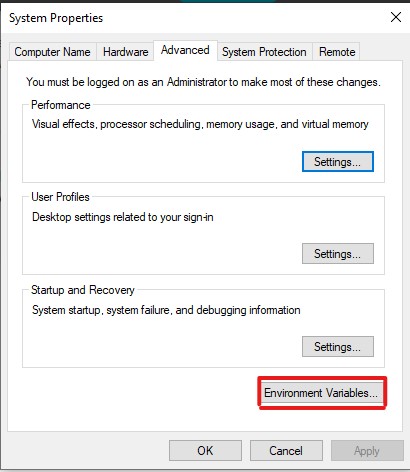 System Properties
Computer Name Hardware Advanced System Protection Remote
You must be logged on as an Administrator to make most of these changes.
Performance
Visual effects, processor scheduling, memory usage, and virtual memory
Settings...
User Profiles
Desktop settings related to your sign-in
Settings...
Startup and Recovery
System startup, system failure, and debugging information
Settings...
Environment Variables...
OK Cancel Apply